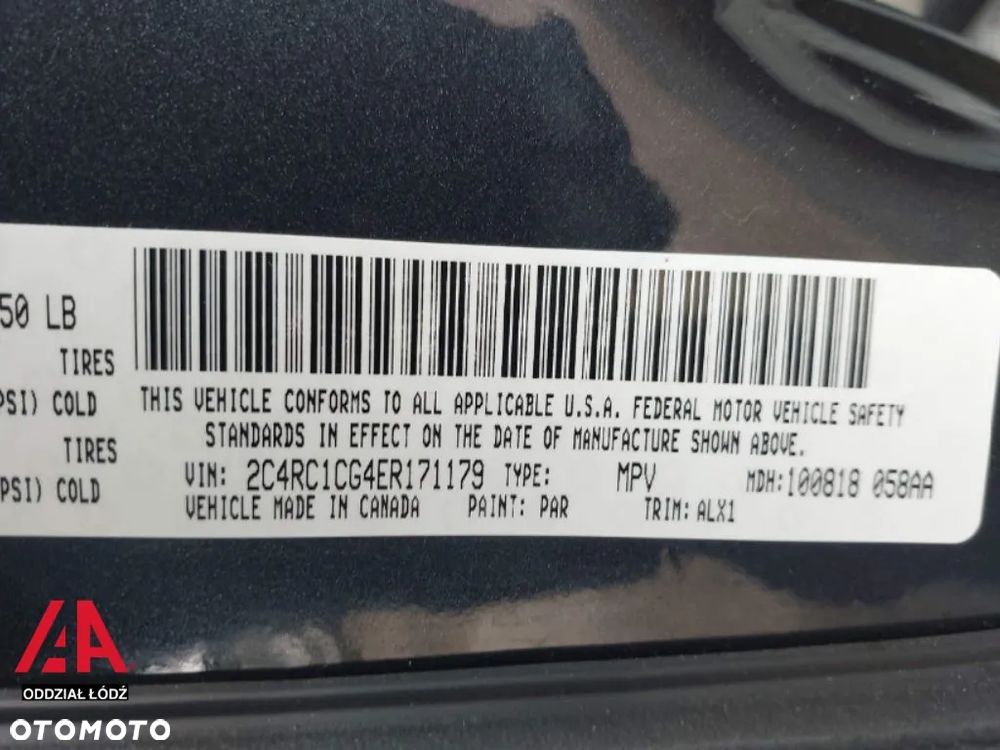 50 LB
TIRES
PSI) COLD
TIRES
PSI) COLD
THIS VEHICLE CONFORMS TO ALL APPLICABLE U.S.A. FEDERAL MOTOR VEHICLE SAFETY
STANDARDS IN EFFECT ON THE DATE OF MANUFACTURE SHOWN ABOVE.
VIN: 2C4RC1CG4ER171179 TYPE: MPV MDH:100818 058AA
VEHICLE MADE IN CANADA PAINT: PAR TRIM: ALX1
AA
ODDZIAŁ ŁÓDŹ
OTOMOTO